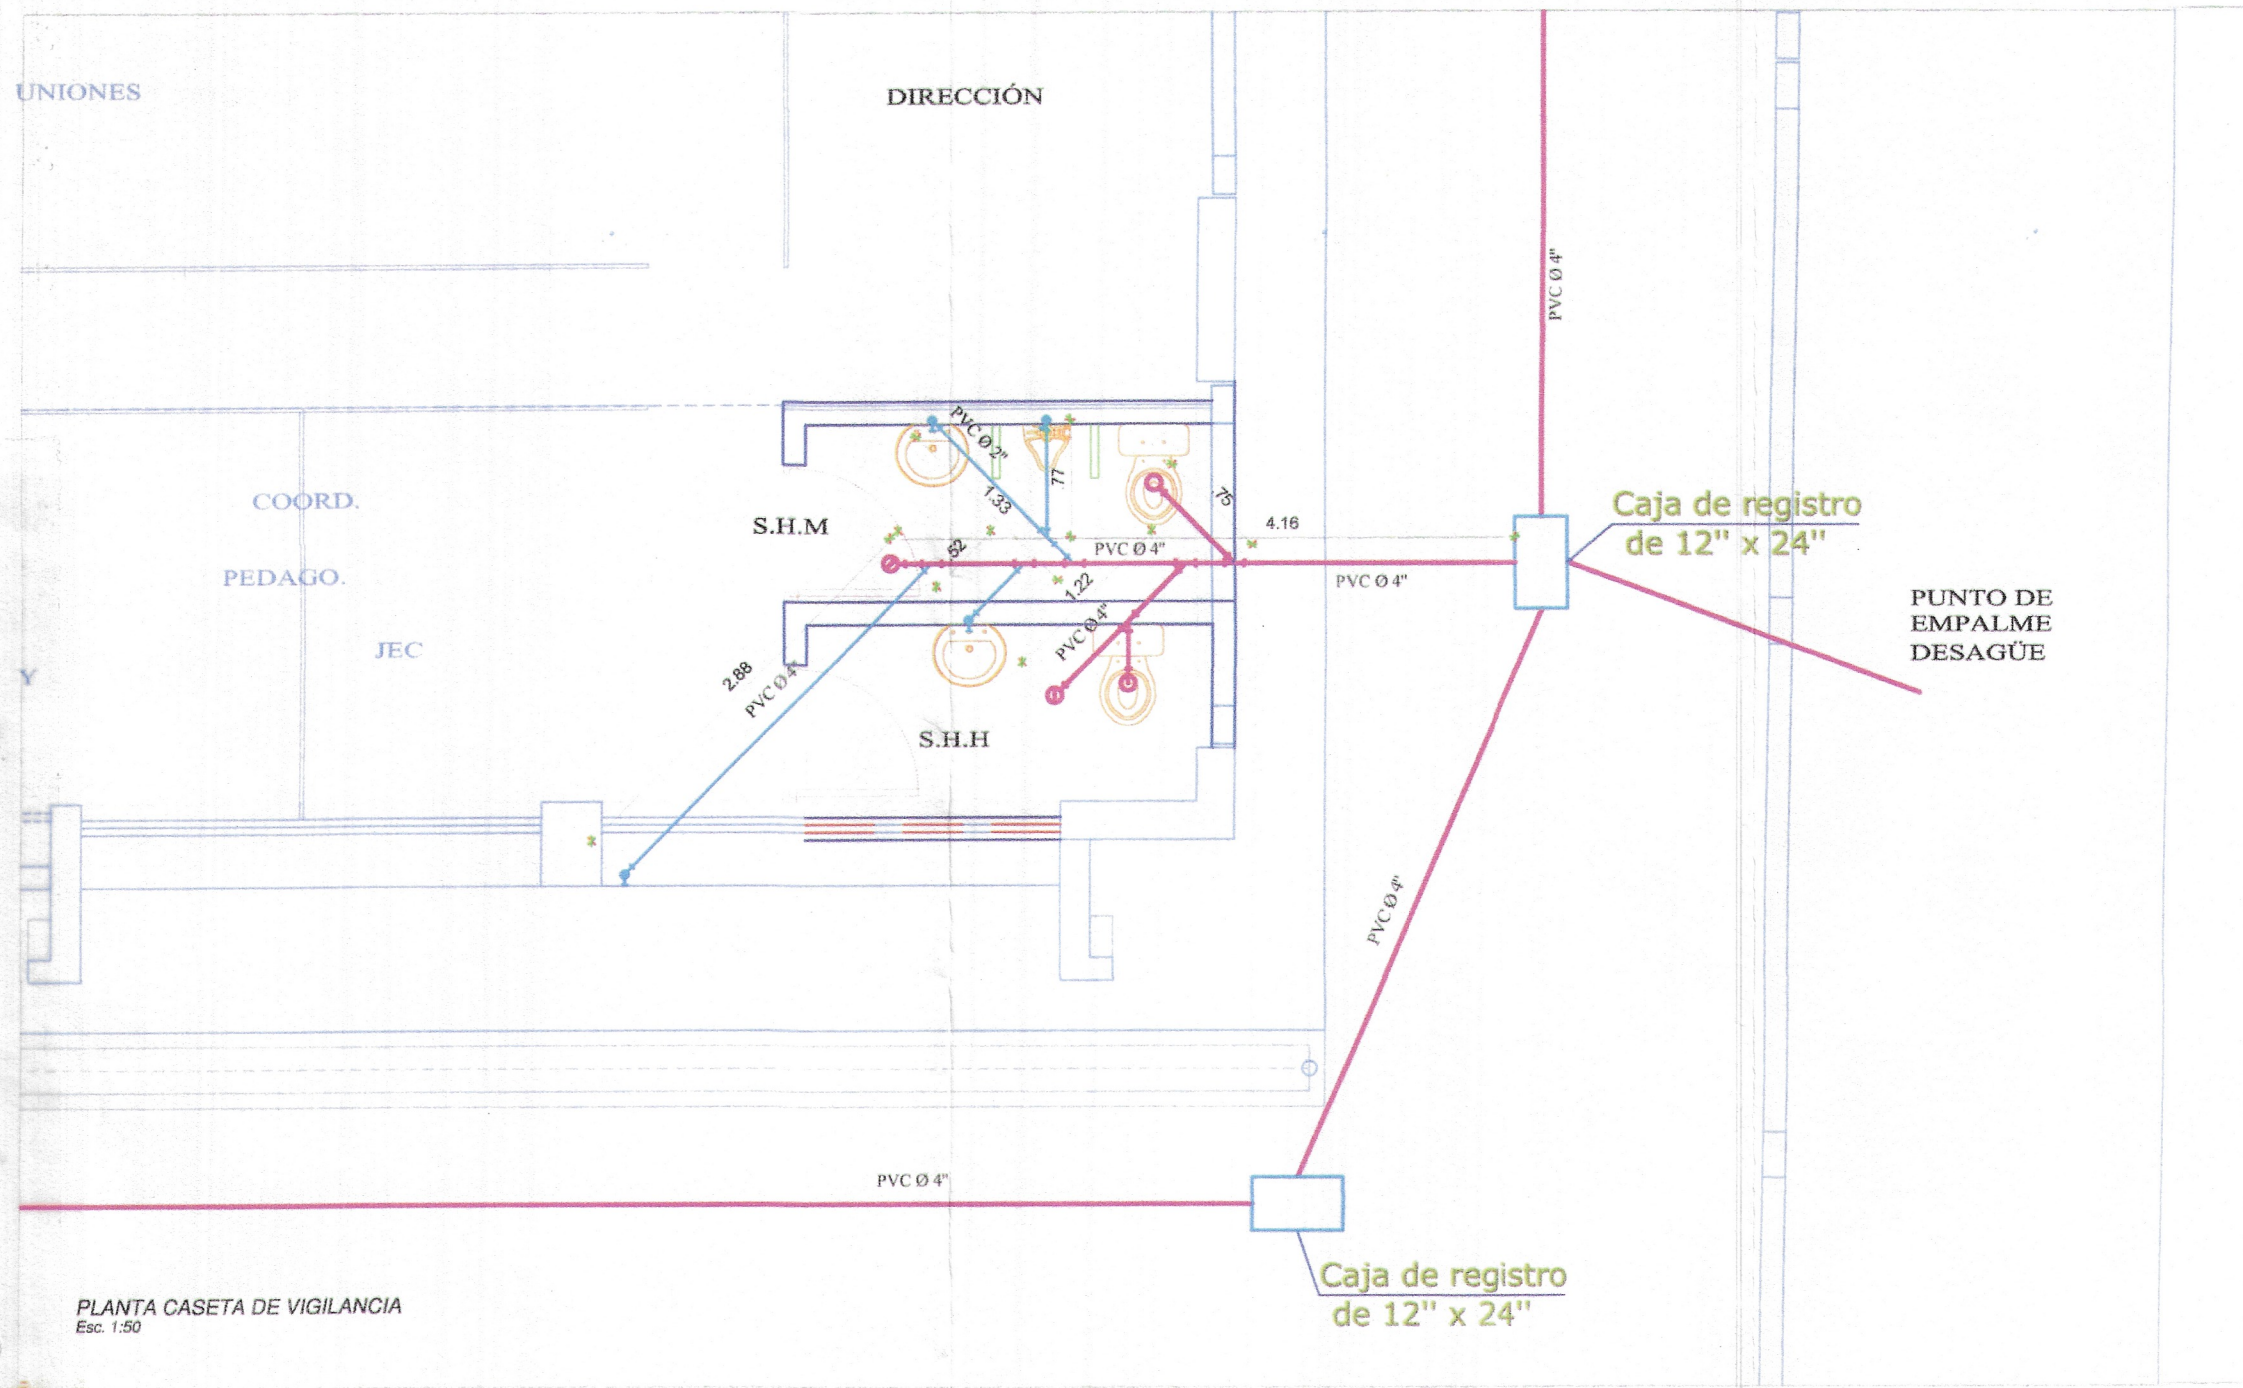 UNIONES
DIRECCIÓN
PVC Ø 4"
COORD.
PEDAGO.
JEC
Y
S.H.M
PVC Ø 2"
1.33
.77
.75
4.16
.52
PVC Ø 4"
1.22
PVC Ø 4"
PVC Ø 4"
2.88
PVC Ø 4"
S.H.H
Caja de registro
de 12" x 24"
PUNTO DE
EMPALME
DESAGÜE
PVC Ø 4"
PVC Ø 4"
Caja de registro
de 12" x 24"
PLANTA CASETA DE VIGILANCIA
Esc. 1:50